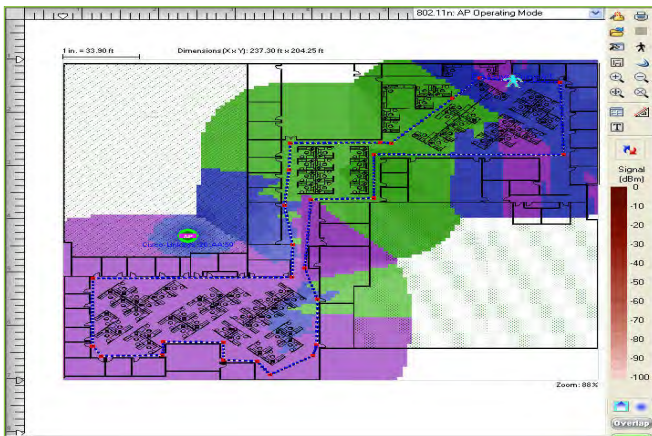 802.11n: AP Operating Mode
1 in. = 33.90 ft
Dimensions (X x Y): 237.30 ft x 204.25 ft
AP
Signal
(dBm)
0
-10
-20
-30
-40
-50
-60
-70
-80
-90
-100
Zoom: 88%
Overlap